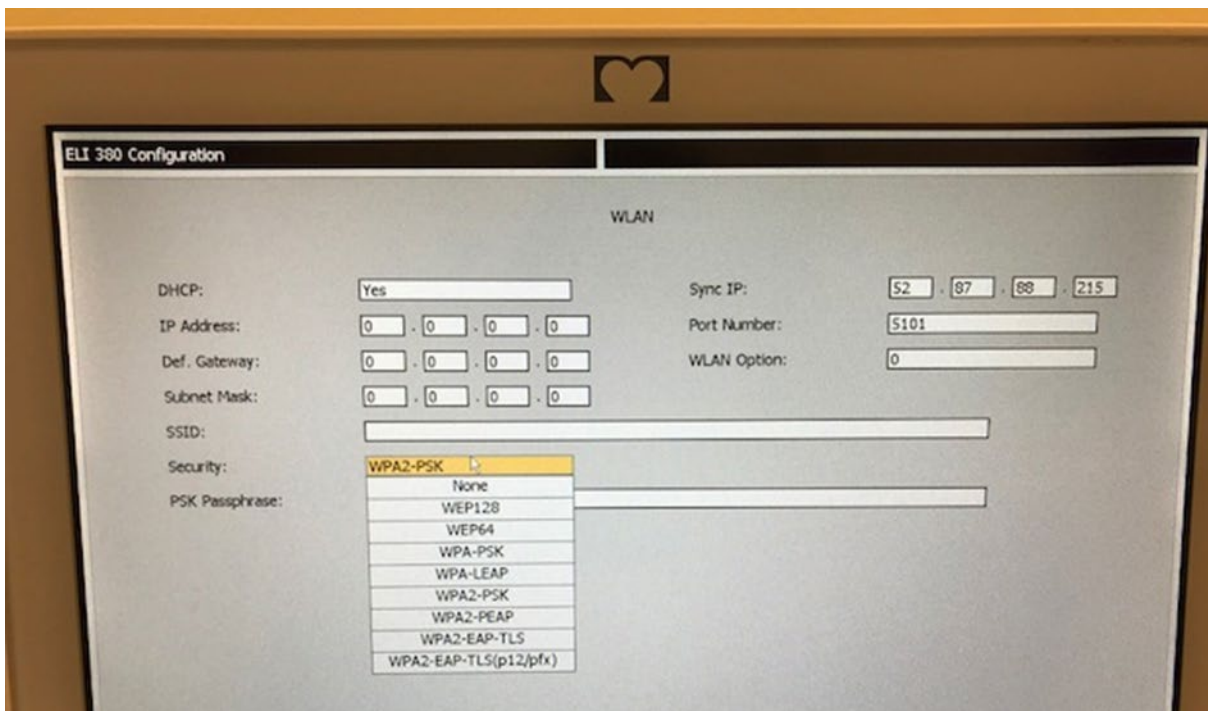 ELI 380 Configuration
WLAN
DHCP: Yes Sync IP: 52 . 87 . 88 . 215
IP Address: 0 . 0 . 0 . 0 Port Number: 5101
Def. Gateway: 0 . 0 . 0 . 0 WLAN Option: 0
Subnet Mask: 0 . 0 . 0 . 0
SSID:
Security: WPA2-PSK
None
PSK Passphrase:
WEP128
WEP64
WPA-PSK
WPA-LEAP
WPA2-PSK
WPA2-PEAP
WPA2-EAP-TLS
WPA2-EAP-TLS(p12/pfx)